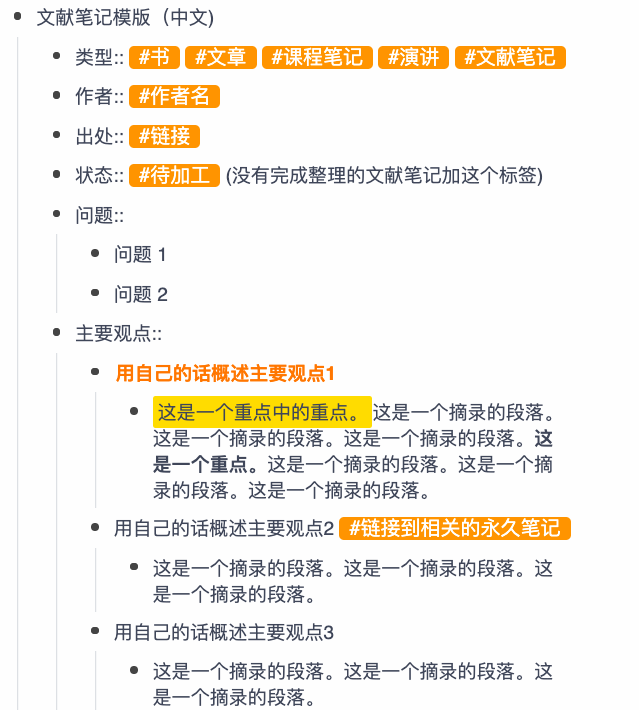 文献笔记模版（中文)
类型:: #书 #文章 #课程笔记 #演讲 #文献笔记
作者:: #作者名
出处:: #链接
状态:: #待加工 (没有完成整理的文献笔记加这个标签)
问题::
问题 1
问题 2
主要观点::
用自己的话概述主要观点1
这是一个重点中的重点。这是一个摘录的段落。
这是一个摘录的段落。这是一个摘录的段落。这
是一个重点。这是一个摘录的段落。这是一个摘
录的段落。这是一个摘录的段落。
用自己的话概述主要观点2 #链接到相关的永久笔记
这是一个摘录的段落。这是一个摘录的段落。这
是一个摘录的段落。
用自己的话概述主要观点3
这是一个摘录的段落。这是一个摘录的段落。这
是一个摘录的段落。